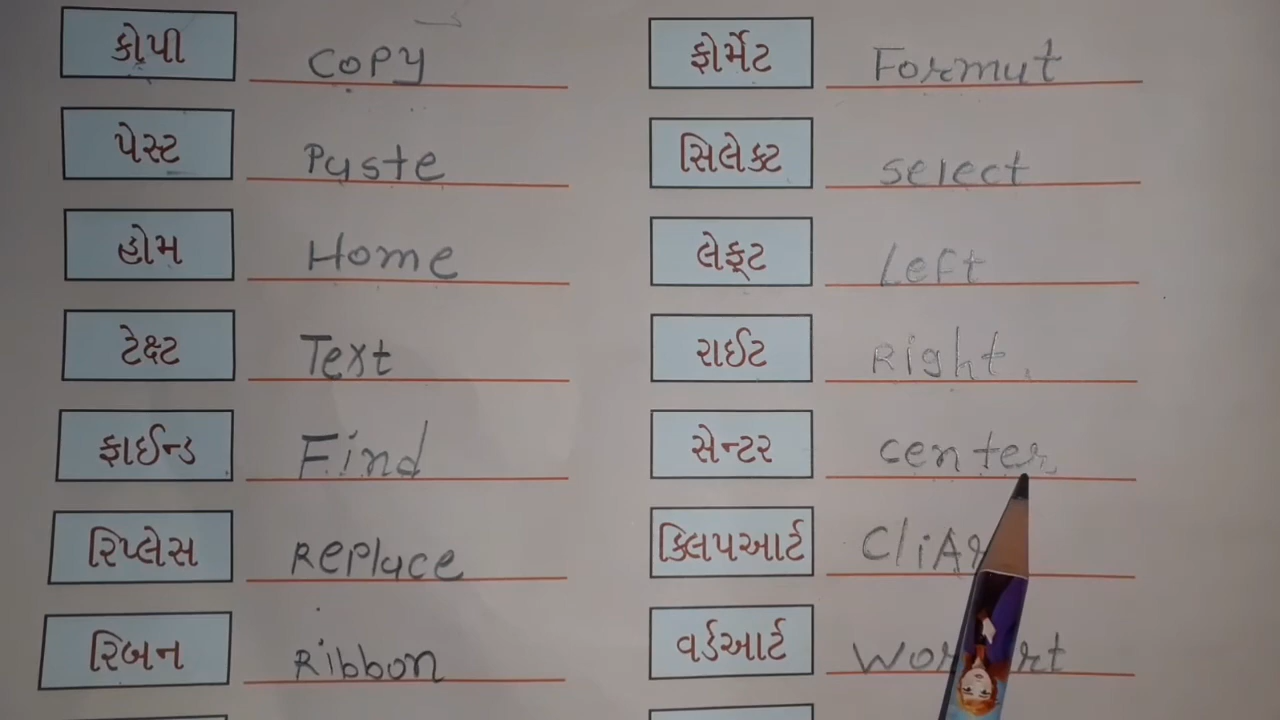 કોપી Copy
પેસ્ટ Paste
હોમ Home
ટેક્ષ્ટ Text
ફાઈન્ડ Find
રિપ્લેસ Replace
રિબન Ribbon
ફોર્મેટ Formut
સિલેક્ટ select
લેફ્ટ Left
રાઈટ Right
સેન્ટર center
ક્લિપઆર્ટ
વર્ડઆર્ટ